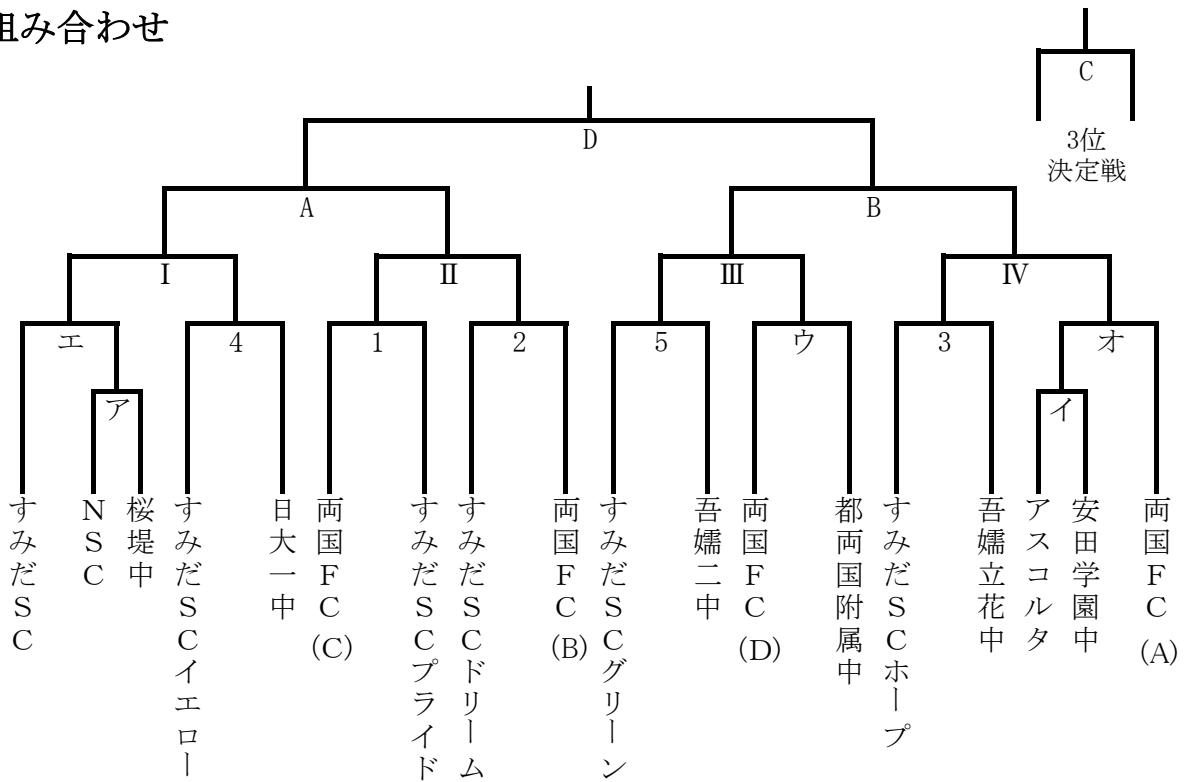 組み合わせ
C
3位
決定戦
D
A
B
Ⅰ
Ⅱ
Ⅲ
Ⅳ
エ
4
1
2
5
ウ
3
オ
ア
イ
すみだSC
NSC
桜堤中
すみだSCイエロー
日大一中
両国FC(C)
すみだSCプライド
すみだSCドリーム
両国FC(B)
すみだSCグリーン
吾嬬二中
両国FC(D)
都両国附属中
すみだSCホープ
吾嬬立花中
アスコルタ
安田学園中
両国FC(A)